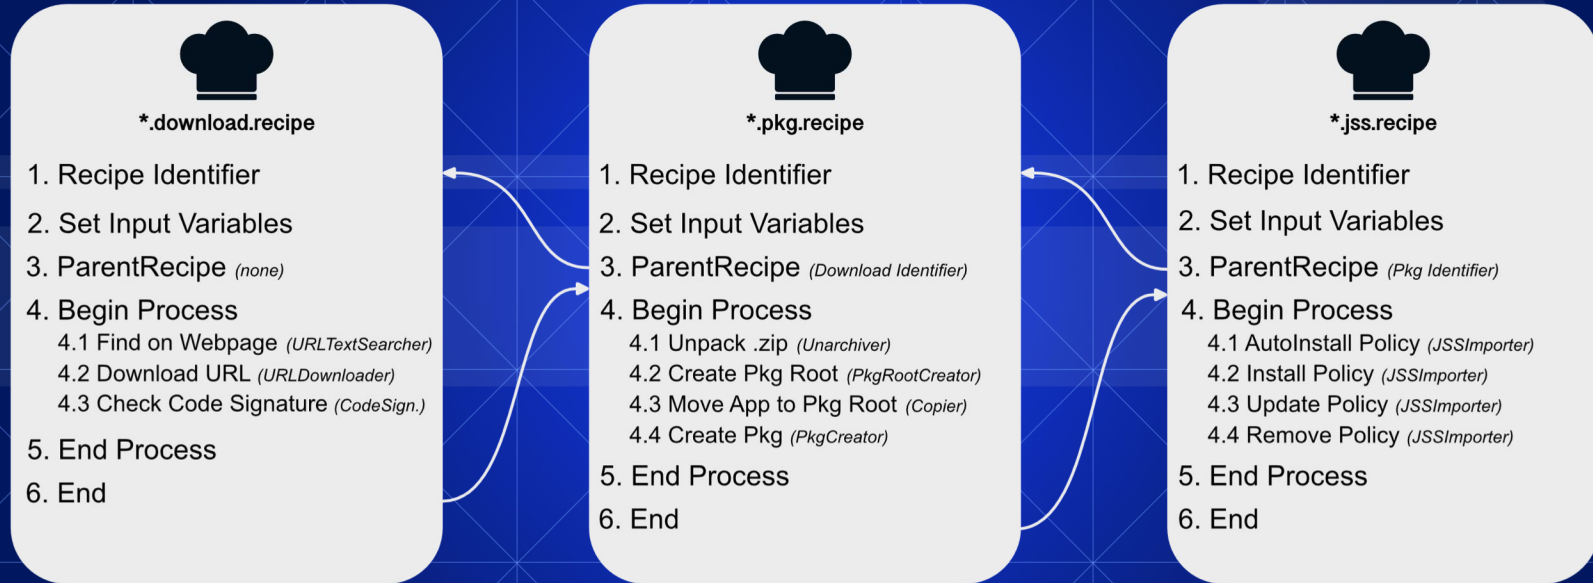 *.download.recipe
1. Recipe Identifier
2. Set Input Variables
3. ParentRecipe (none)
4. Begin Process
4.1 Find on Webpage (URLTextSearcher)
4.2 Download URL (URLDownloader)
4.3 Check Code Signature (CodeSign.)
5. End Process
6. End
*.pkg.recipe
1. Recipe Identifier
2. Set Input Variables
3. ParentRecipe (Download Identifier)
4. Begin Process
4.1 Unpack .zip (Unarchiver)
4.2 Create Pkg Root (PkgRootCreator)
4.3 Move App to Pkg Root (Copier)
4.4 Create Pkg (PkgCreator)
5. End Process
6. End
*.jss.recipe
1. Recipe Identifier
2. Set Input Variables
3. ParentRecipe (Pkg Identifier)
4. Begin Process
4.1 AutoInstall Policy (JSSImporter)
4.2 Install Policy (JSSImporter)
4.3 Update Policy (JSSImporter)
4.4 Remove Policy (JSSImporter)
5. End Process
6. End